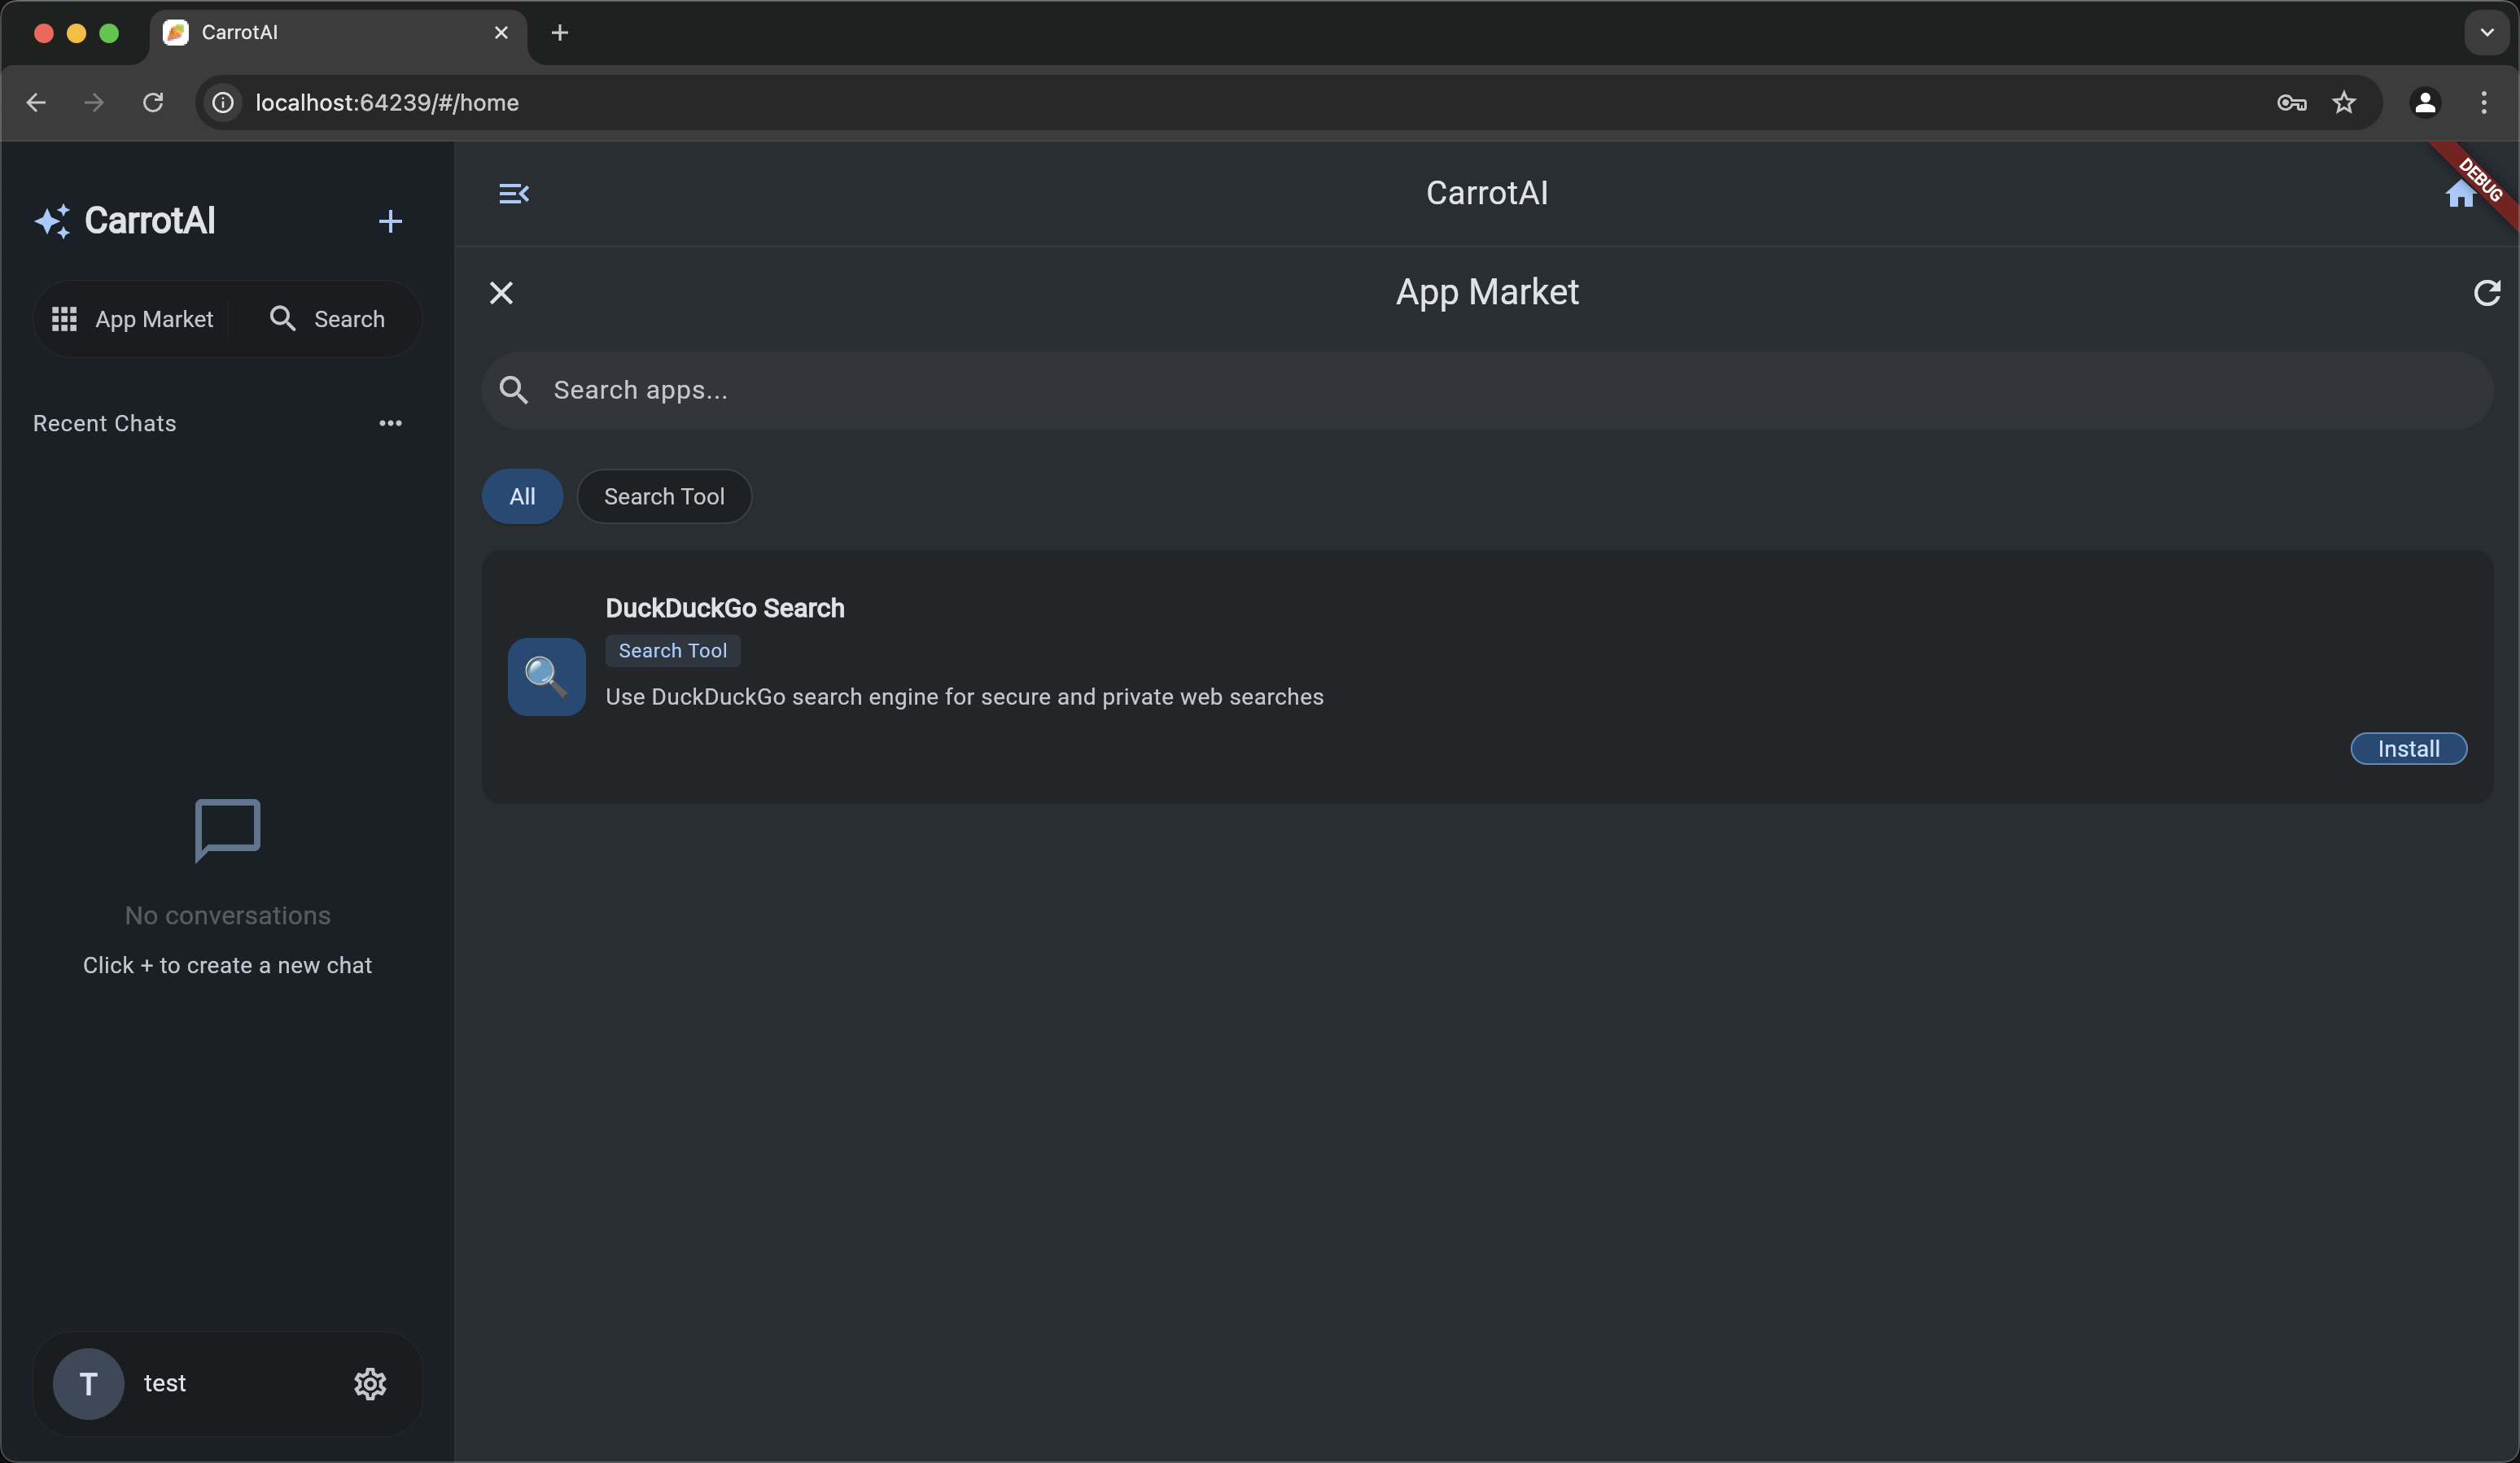 CarrotAI
localhost:64239/#/home
CarrotAI
App Market
Search
Recent Chats
No conversations
Click + to create a new chat
T
test
CarrotAI
DEBUG
App Market
Search apps...
All
Search Tool
DuckDuckGo Search
Search Tool
Use DuckDuckGo search engine for secure and private web searches
Install